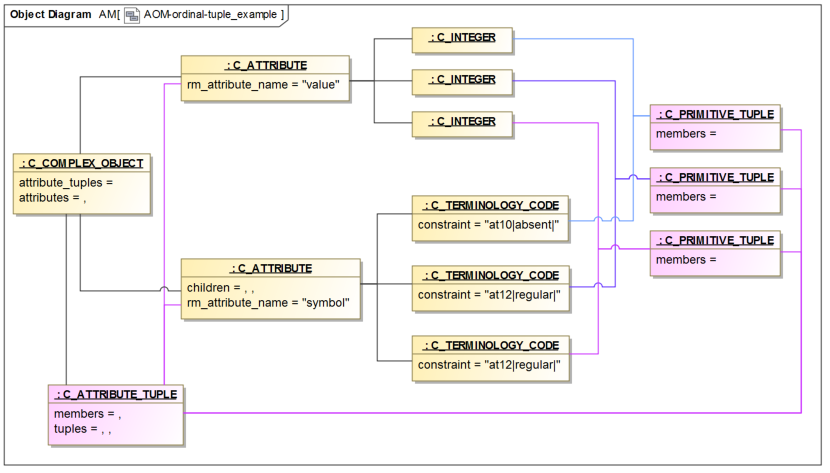 Object Diagram AM[ AOM-ordinal-tuple_example ]
: C_ATTRIBUTE
rm_attribute_name = "value"
: C_INTEGER
: C_INTEGER
: C_INTEGER
: C_PRIMITIVE_TUPLE
members =
: C_COMPLEX_OBJECT
attribute_tuples =
attributes = ,
: C_PRIMITIVE_TUPLE
members =
: C_TERMINOLOGY_CODE
constraint = "at10|absent|"
: C_PRIMITIVE_TUPLE
members =
: C_ATTRIBUTE
children = , ,
rm_attribute_name = "symbol"
: C_TERMINOLOGY_CODE
constraint = "at12|regular|"
: C_TERMINOLOGY_CODE
constraint = "at12|regular|"
: C_ATTRIBUTE_TUPLE
members = ,
tuples = , ,